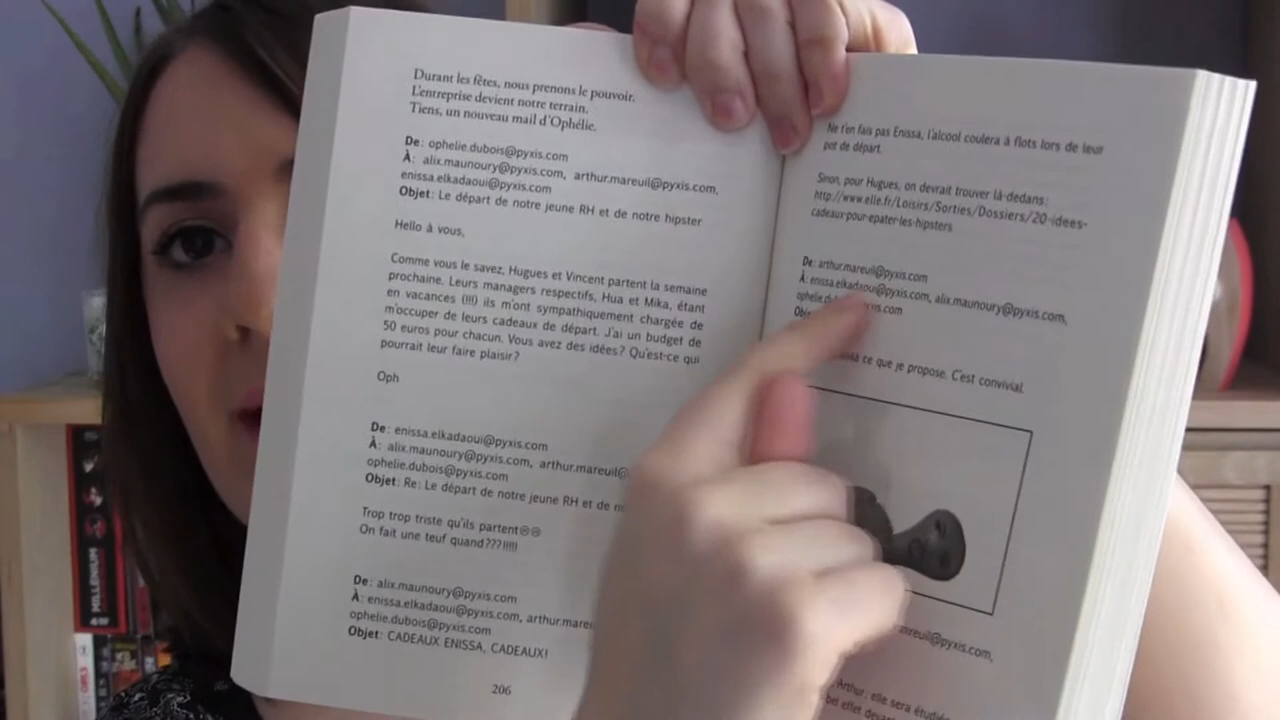 Durant les fêtes, nous prenons le pouvoir.
L'entreprise devient notre terrain.
Tiens, un nouveau mail d'Ophélie.
De: ophelie.dubois@pyxis.com
À: alix.maunoury@pyxis.com, arthur.mareuil@pyxis.com,
enissa.elkadaoui@pyxis.com
Objet: Le départ de notre jeune RH et de notre hipster
Hello à vous,
Comme vous le savez, Hugues et Vincent partent la semaine
prochaine. Leurs managers respectifs, Hua et Mika, étant
en vacances (!!!) ils m'ont sympathiquement chargée de
m'occuper de leurs cadeaux de départ. J'ai un budget de
50 euros pour chacun. Vous avez des idées? Qu'est-ce qui
pourrait leur faire plaisir?
Oph
De: enissa.elkadaoui@pyxis.com
À: alix.maunoury@pyxis.com, arthur.mareuil@
ophelie.dubois@pyxis.com
Objet: Re: Le départ de notre jeune RH et de
Trop trop triste qu'ils partent☹☹
On fait une teuf quand???!!!!!
De: alix.maunoury@pyxis.com
À: enissa.elkadaoui@pyxis.com,
ophelie.dubois@pyxis.com
Objet: CADEAUX ENISSA, CADEAUX!
206
Ne t'en fais pas Enissa, l'alcool coulera à flots lors de leur
pot de départ.
Sinon, pour Hugues, on devrait trouver là-dedans:
http://www.elle.fr/Loisirs/Sorties/Dossiers/20-idees-
cadeaux-pour-epater-les-hipsters
De: arthur.mareuil@pyxis.com
À: enissa.elkadaoui@pyxis.com, alix.maunoury@pyxis.com,
ce que je propose. C'est convivial.
Arthur, elle sera
MILLÉNIUM